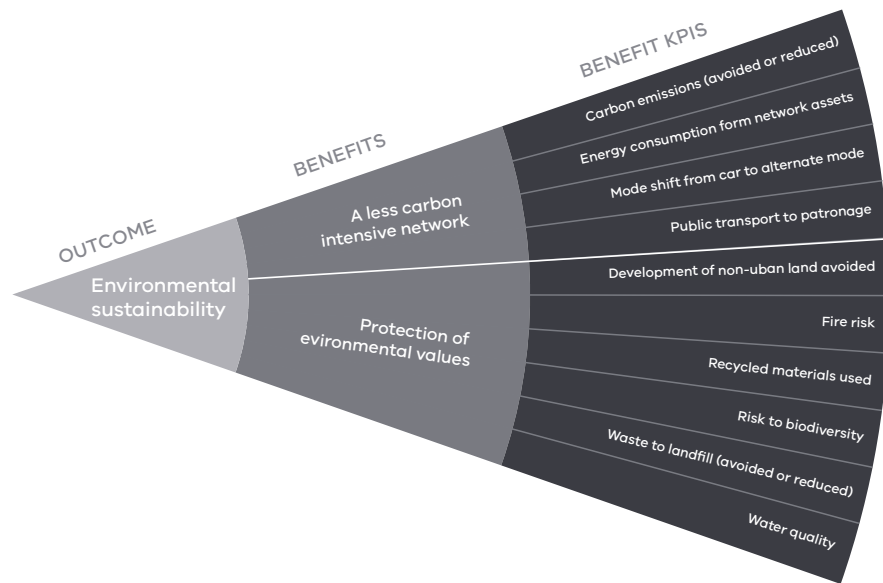 OUTCOME
BENEFITS
BENEFIT KPIS
Environmental
sustainability
A less carbon
intensive network
Protection of
evironmental values
Carbon emissions (avoided or reduced)
Energy consumption form network assets
Mode shift from car to alternate mode
Public transport to patronage
Development of non-uban land avoided
Fire risk
Recycled materials used
Risk to biodiversity
Waste to landfill (avoided or reduced)
Water quality